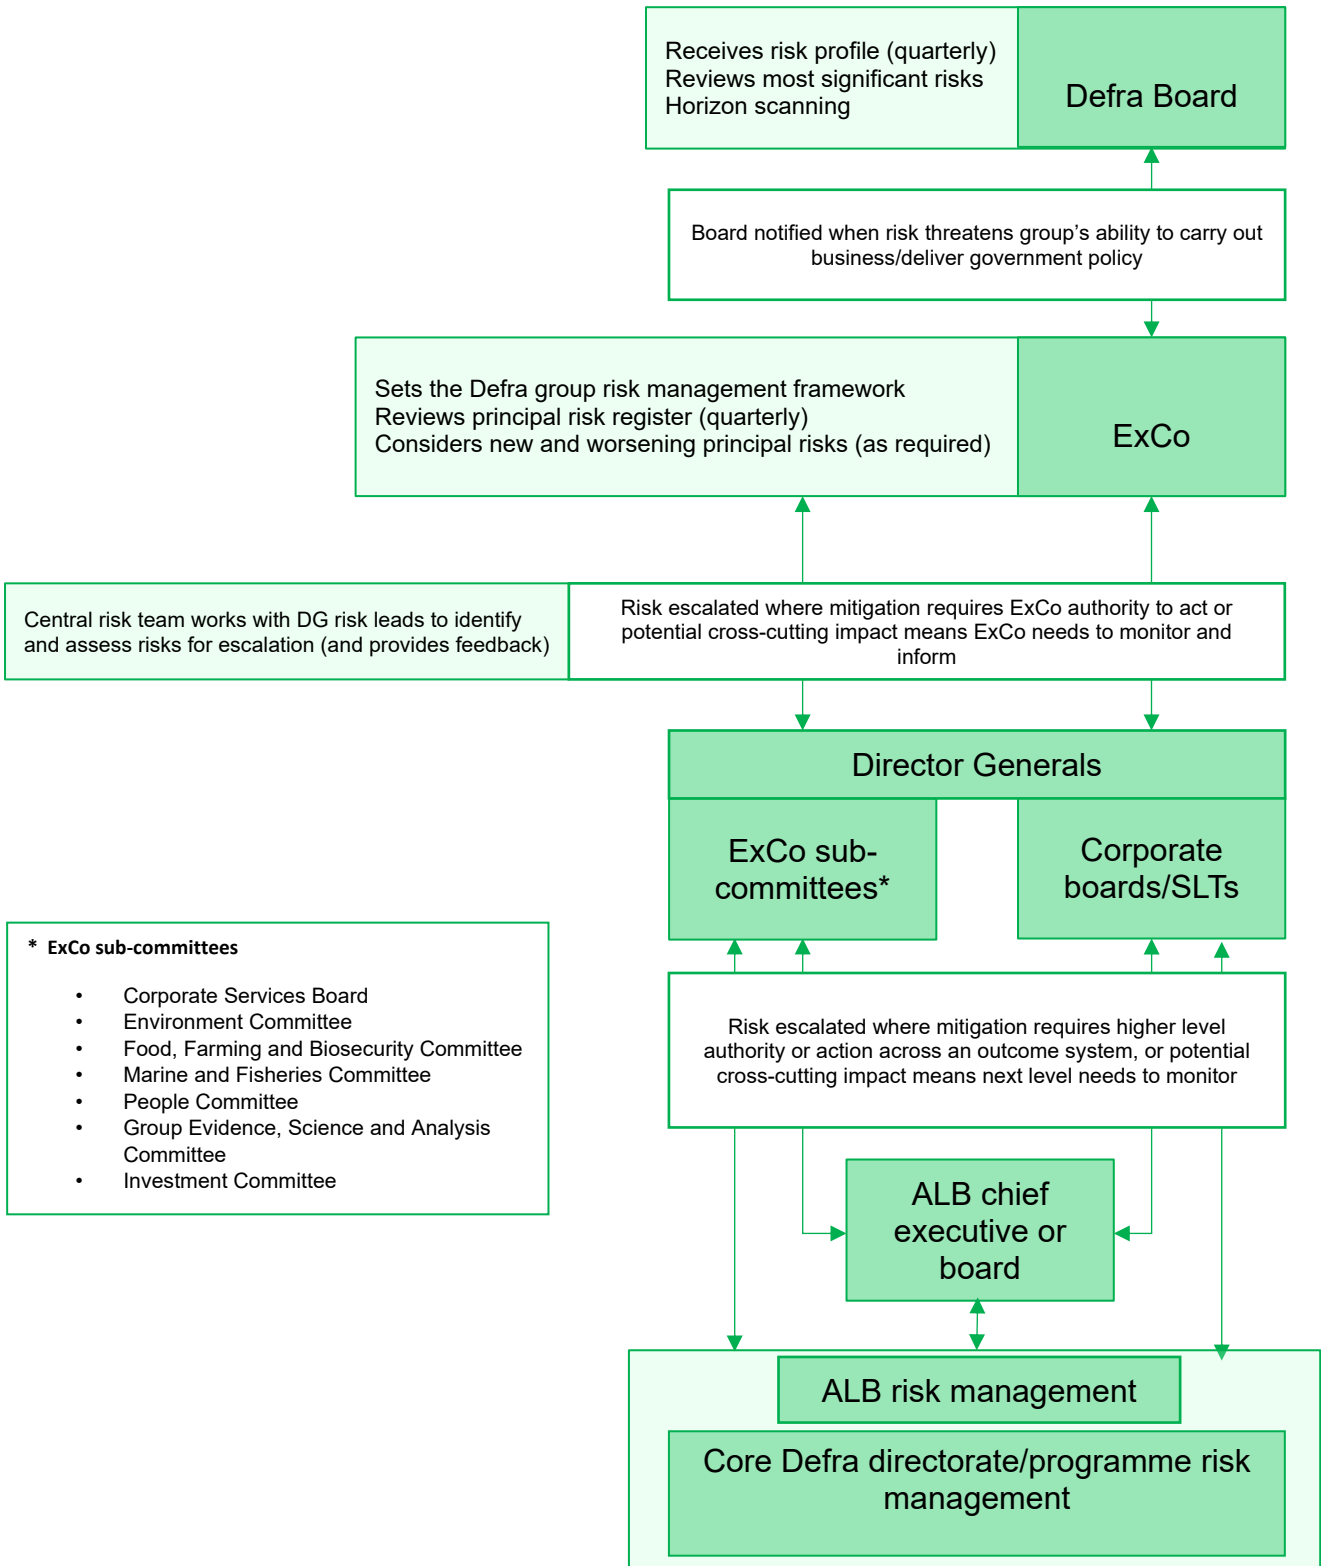 Receives risk profile (quarterly)
Reviews most significant risks
Horizon scanning
Defra Board
Board notified when risk threatens group’s ability to carry out
business/deliver government policy
Sets the Defra group risk management framework
Reviews principal risk register (quarterly)
Considers new and worsening principal risks (as required)
ExCo
Central risk team works with DG risk leads to identify
and assess risks for escalation (and provides feedback)
Risk escalated where mitigation requires ExCo authority to act or
potential cross-cutting impact means ExCo needs to monitor and
inform
Director Generals
ExCo sub-
committees*
Corporate
boards/SLTs
* ExCo sub-committees
• Corporate Services Board
• Environment Committee
• Food, Farming and Biosecurity Committee
• Marine and Fisheries Committee
• People Committee
• Group Evidence, Science and Analysis
Committee
• Investment Committee
Risk escalated where mitigation requires higher level
authority or action across an outcome system, or potential
cross-cutting impact means next level needs to monitor
ALB chief
executive or
board
ALB risk management
Core Defra directorate/programme risk
management